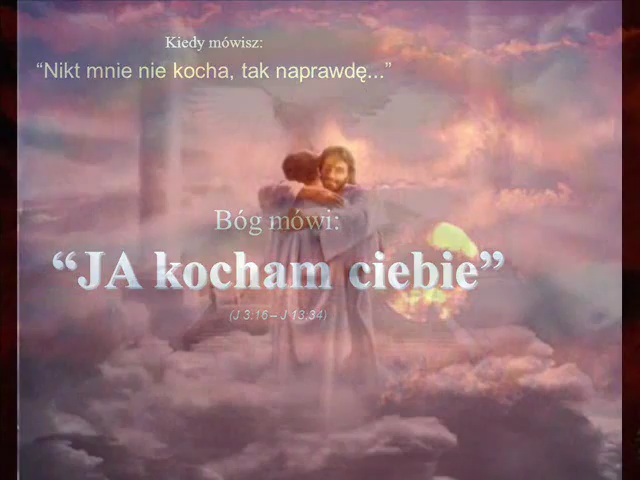 Kiedy mówisz:
“Nikt mnie nie kocha, tak naprawdę...”
Bóg mówi:
“JA kocham ciebie”
(J 3:16 – J 13:34)